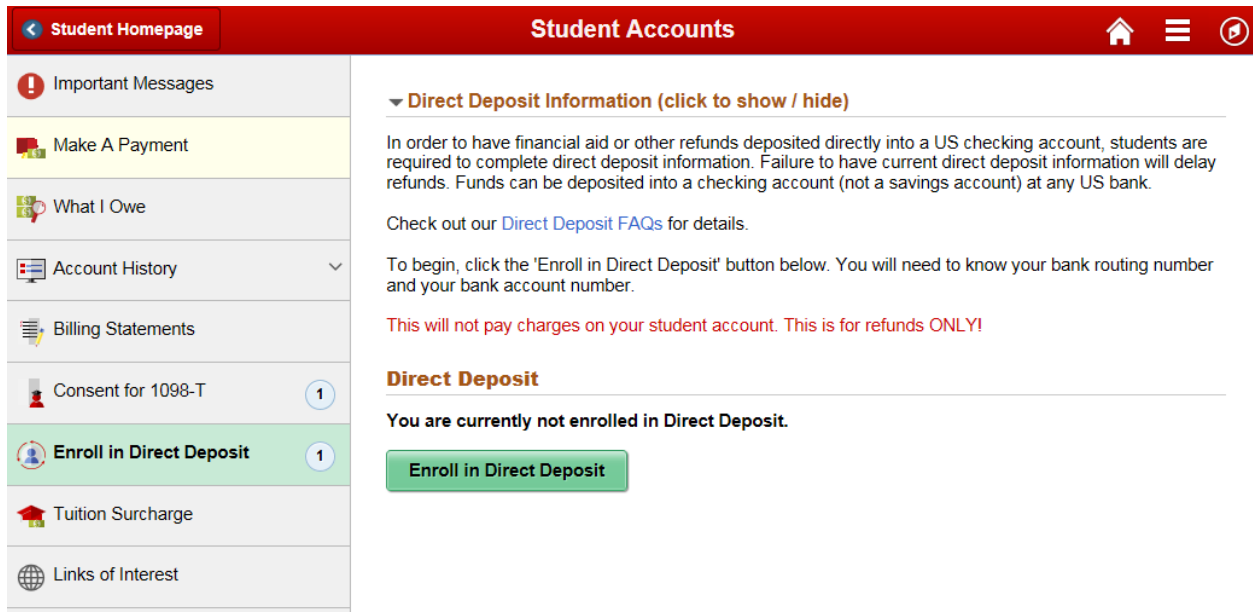 Student Homepage
Student Accounts
Important Messages
Make A Payment
What I Owe
Account History
Billing Statements
Consent for 1098-T
1
Enroll in Direct Deposit
1
Tuition Surcharge
Links of Interest
Direct Deposit Information (click to show / hide)
In order to have financial aid or other refunds deposited directly into a US checking account, students are
required to complete direct deposit information. Failure to have current direct deposit information will delay
refunds. Funds can be deposited into a checking account (not a savings account) at any US bank.
Check out our Direct Deposit FAQs for details.
To begin, click the 'Enroll in Direct Deposit' button below. You will need to know your bank routing number
and your bank account number.
This will not pay charges on your student account. This is for refunds ONLY!
Direct Deposit
You are currently not enrolled in Direct Deposit.
Enroll in Direct Deposit